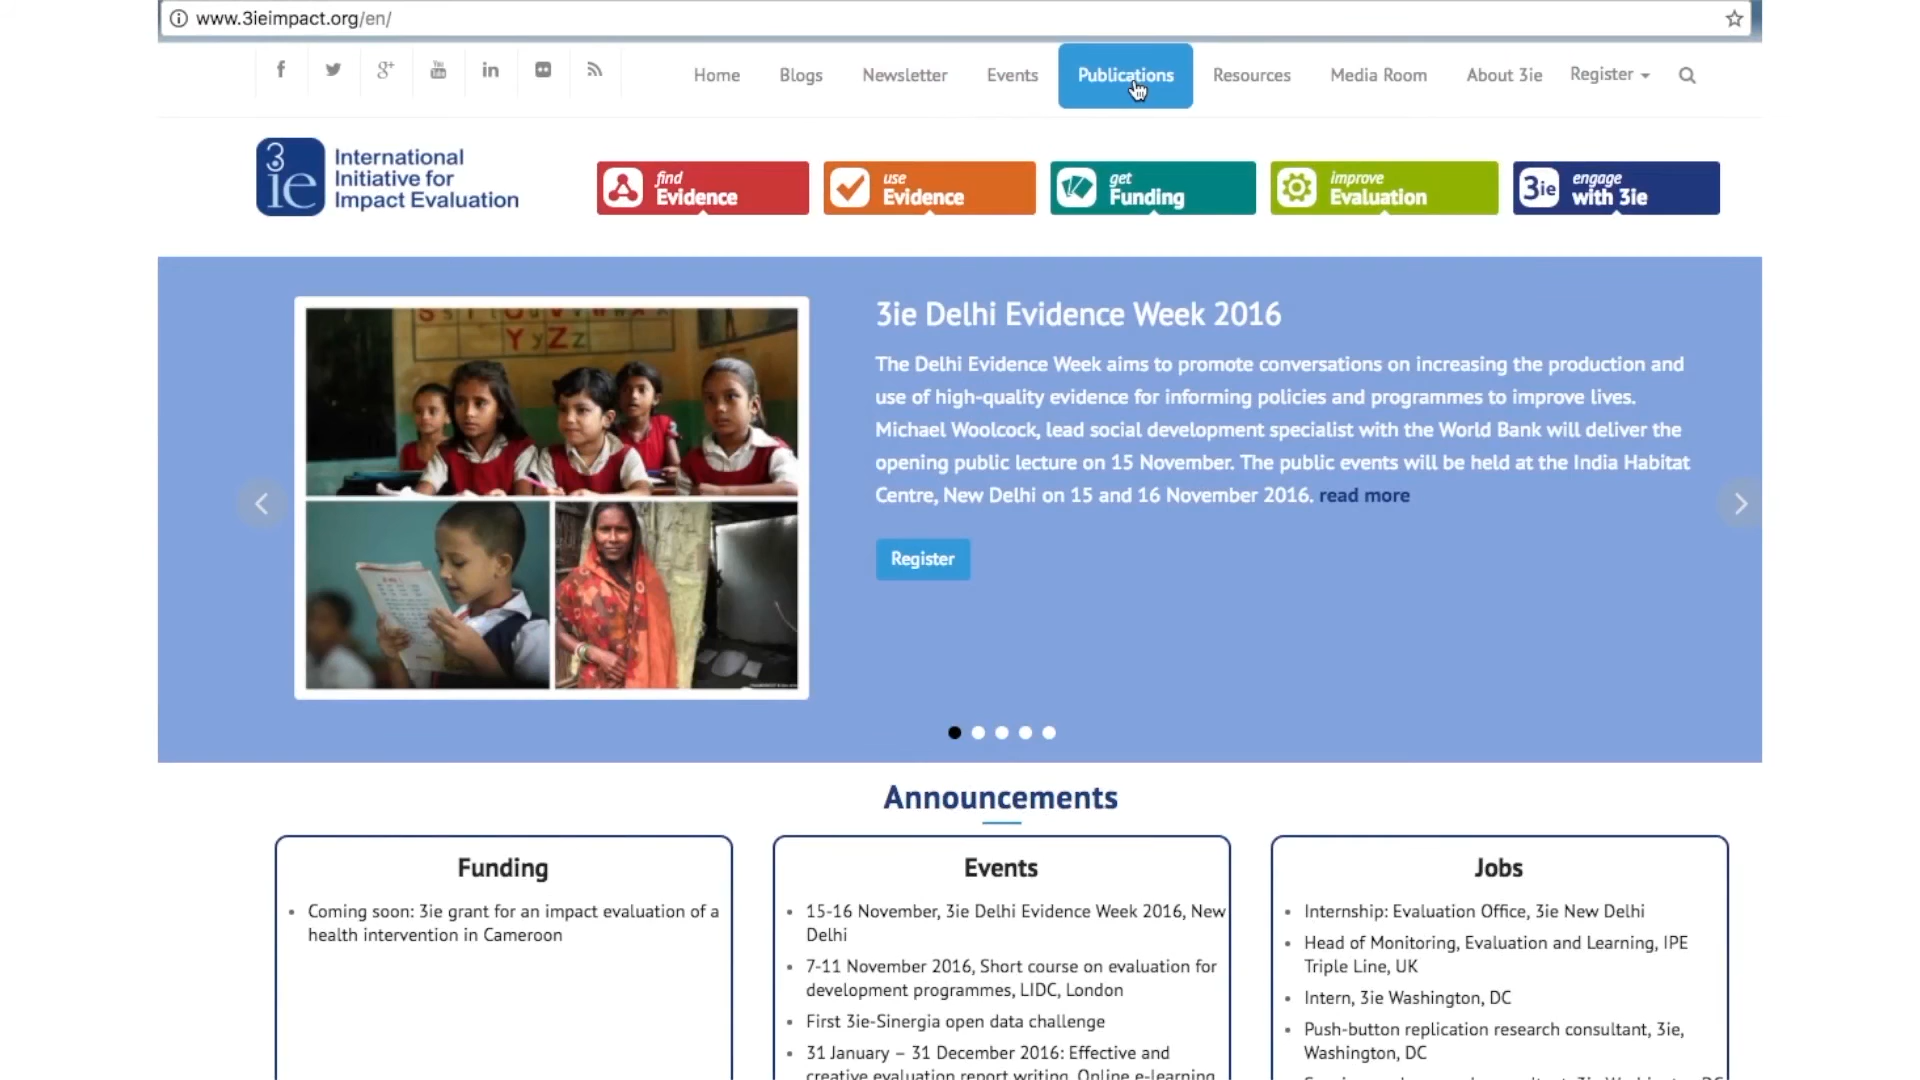 www.3ieimpact.org/en/
Home Blogs Newsletter Events Publications Resources Media Room About 3ie Register
3ie
International
Initiative for
Impact Evaluation
find
Evidence
use
Evidence
get
Funding
improve
Evaluation
3ie
engage
with 3ie
3ie Delhi Evidence Week 2016
The Delhi Evidence Week aims to promote conversations on increasing the production and
use of high-quality evidence for informing policies and programmes to improve lives.
Michael Woolcock, lead social development specialist with the World Bank will deliver the
opening public lecture on 15 November. The public events will be held at the India Habitat
Centre, New Delhi on 15 and 16 November 2016. read more
Register
Announcements
Funding
Coming soon: 3ie grant for an impact evaluation of a
health intervention in Cameroon
Events
15-16 November, 3ie Delhi Evidence Week 2016, New
Delhi
7-11 November 2016, Short course on evaluation for
development programmes, LIDC, London
First 3ie-Sinergia open data challenge
31 January – 31 December 2016: Effective and
creative evaluation report writing, Online e-learning
Jobs
Internship: Evaluation Office, 3ie New Delhi
Head of Monitoring, Evaluation and Learning, IPE
Triple Line, UK
Intern, 3ie Washington, DC
Push-button replication research consultant, 3ie,
Washington, DC